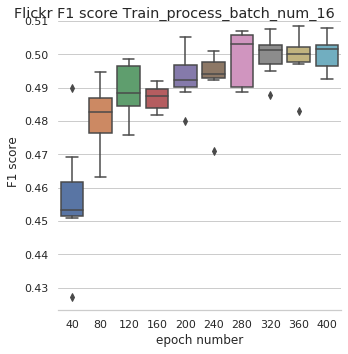 Flickr F1 score Train_process_batch_num_16
0.51
0.50
0.49
0.48
0.47
0.46
0.45
0.44
0.43
F1 score
40 80 120 160 200 240 280 320 360 400
epoch number